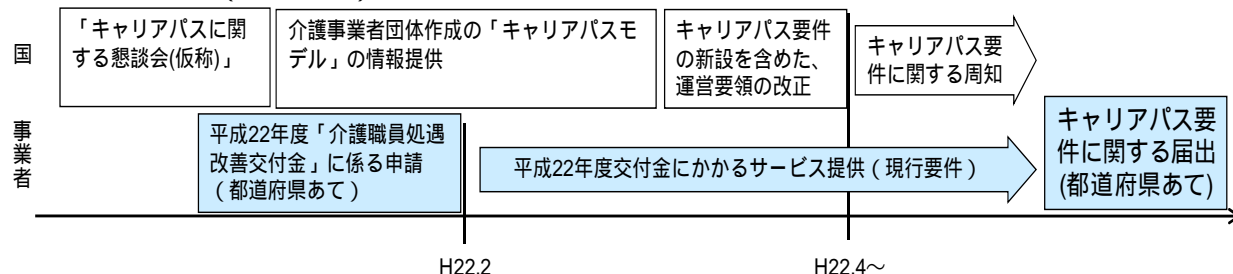 国
「キャリアパスに関
する懇談会(仮称)」
介護事業者団体作成の「キャリアパスモ
デル」の情報提供
キャリアパス要件
の新設を含めた、
運営要領の改正
キャリアパス要
件に関する周知
事業者
平成22年度「介護職員処遇
改善交付金」に係る申請
(都道府県あて)
平成22年度交付金にかかるサービス提供(現行要件)
キャリアパス要
件に関する届出
(都道府県あて)
H22.2
H22.4～